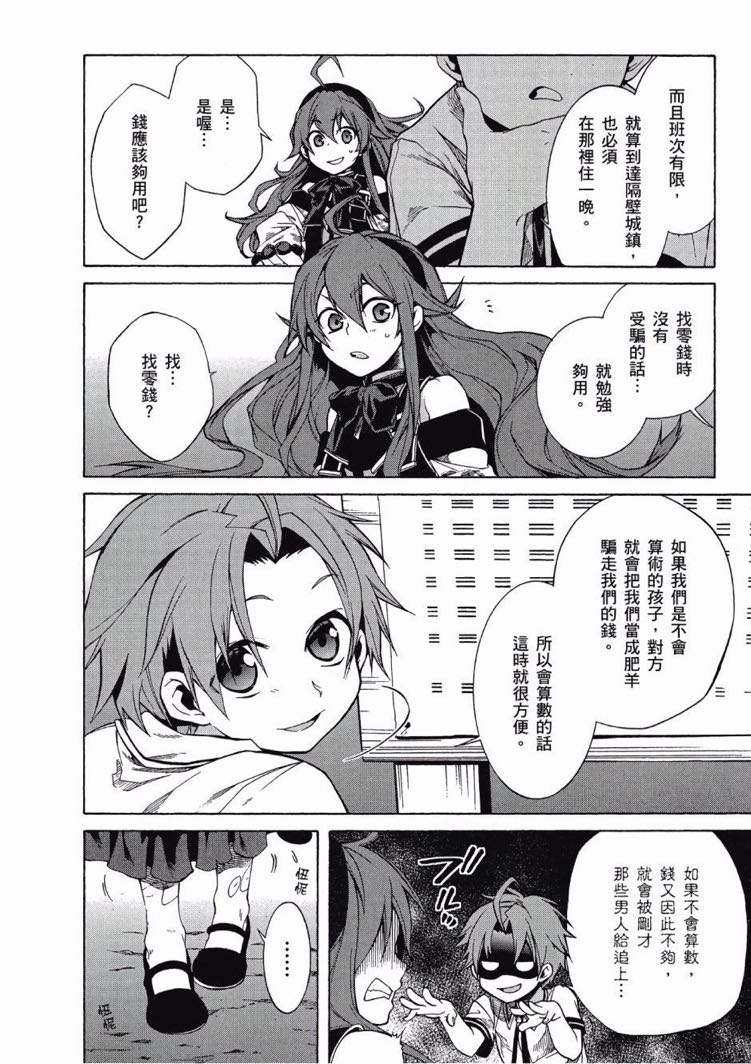 而且班次有限，
就算到達隔壁城鎮，
也必須
在那裡住一晚。
是…
是喔…
錢應該夠用吧？
找零錢時
沒有
受騙的話…
就勉強
夠用。
找…
找零錢？
如果我們是不會
算術的孩子，對方
就會把我們當成肥羊
騙走我們的錢。
所以會算數的話
這時就很方便。
如果不會算數，
錢又因此不夠，
就會被剛才
那些男人給追上…
忸怩
……
忸怩